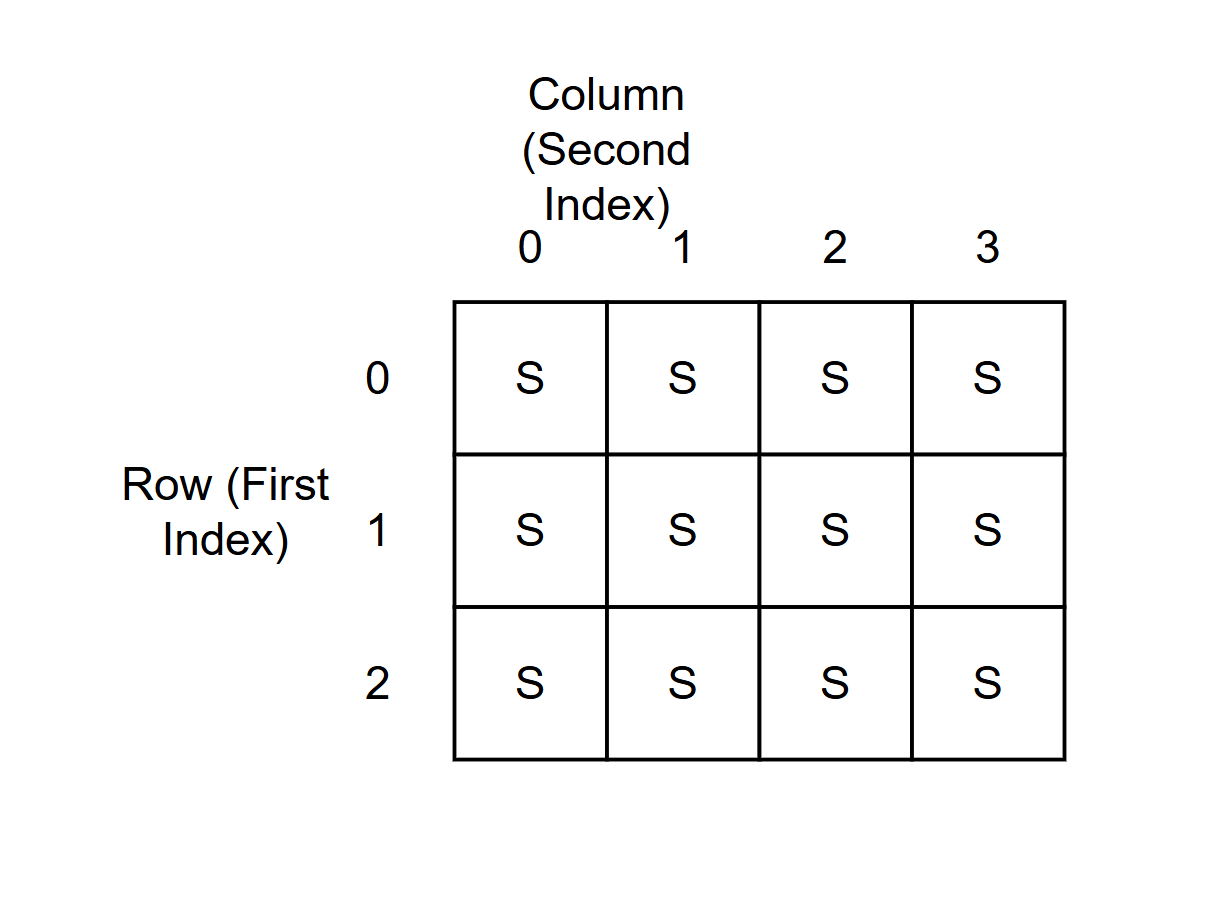 Column
(Second
Index)
0 1 2 3
0 S S S S
Row (First
Index)
1 S S S S
2 S S S S